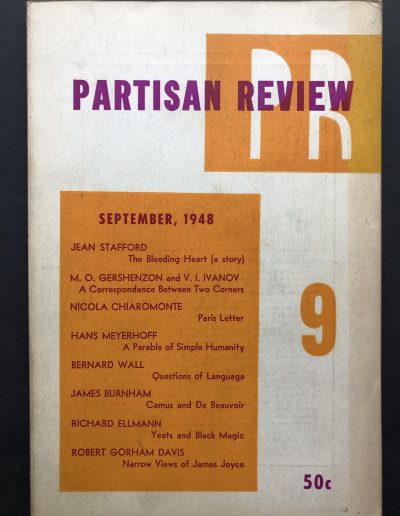 PR
PARTISAN REVIEW
SEPTEMBER, 1948
JEAN STAFFORD
The Bleeding Heart (a story)
M. O. GERSHENZON and V. I. IVANOV
A Correspondence Between Two Corners
NICOLA CHIAROMONTE
Paris Letter
HANS MEYERHOFF
A Parable of Simple Humanity
BERNARD WALL
Questions of Language
JAMES BURNHAM
Camus and De Beauvoir
RICHARD ELLMANN
Yeats and Black Magic
ROBERT GORHAM DAVIS
Narrow Views of James Joyce
9
50c